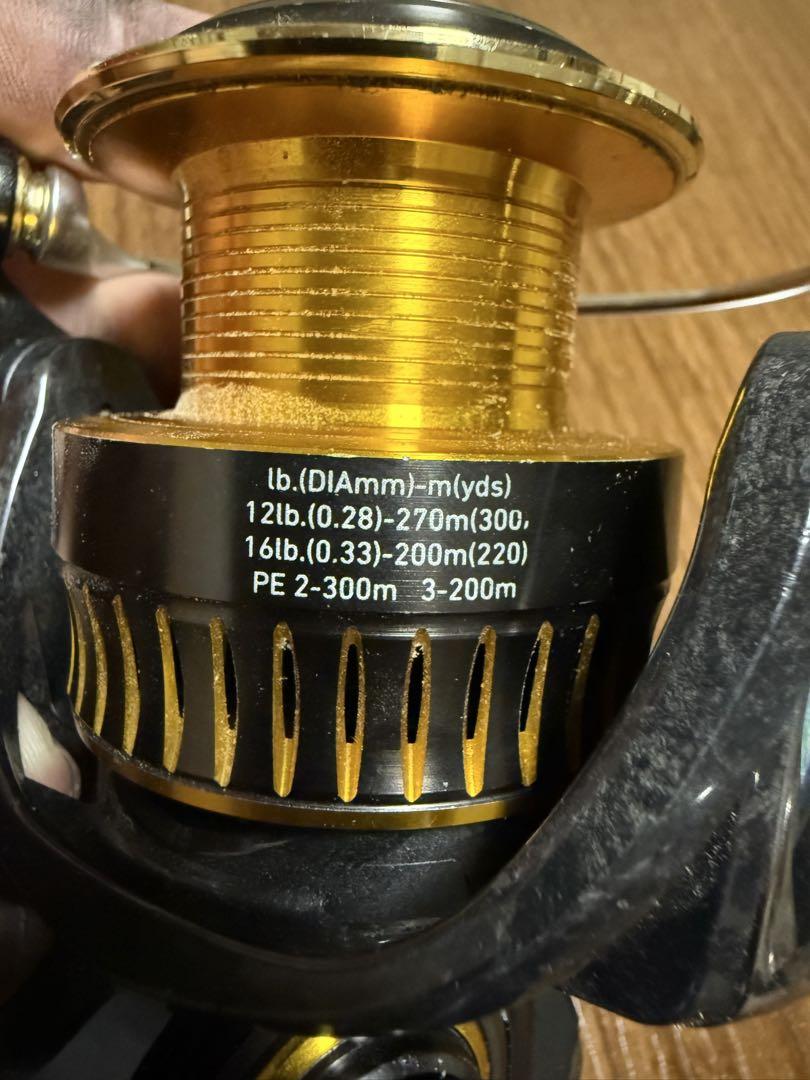 lb.(DIAmm)-m(yds)
12lb.(0.28)-270m(300,
16lb.(0.33)-200m(220)
PE 2-300m 3-200m